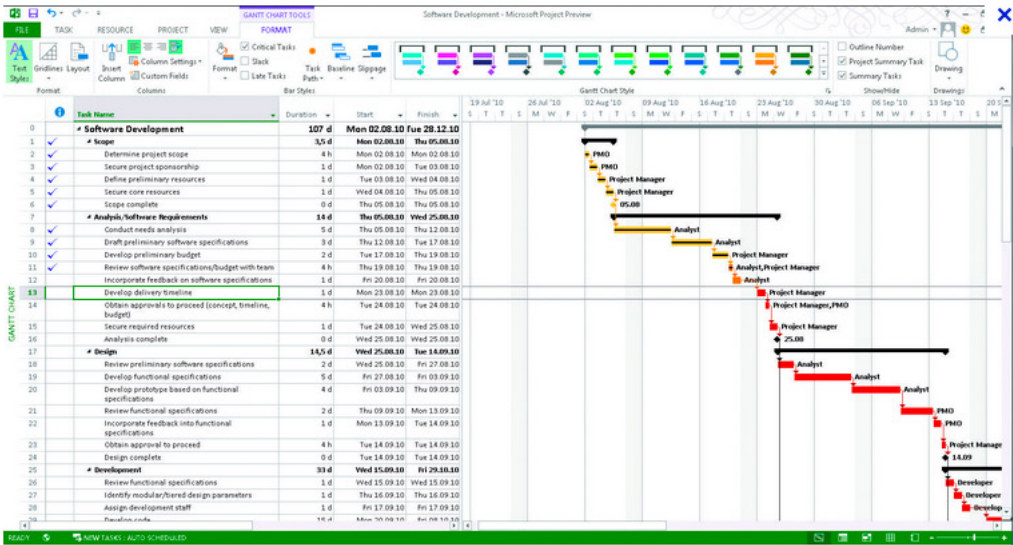 GANTT CHART TOOLS
Software Development - Microsoft Project Preview
FILE TASK RESOURCE PROJECT VIEW FORMAT Admin
Text Styles Gridlines Layout Insert Column Column Settings Custom Fields Format Critical Tasks Slack Late Tasks Task Path Baseline Slippage Outline Number Project Summary Task Summary Tasks Drawing
Format Columns Bar Styles Gantt Chart Style Show/Hide Drawings
Task Name Duration Start Finish
19 Jul '10 26 Jul '10 02 Aug '10 09 Aug '10 16 Aug '10 23 Aug '10 30 Aug '10 06 Sep '10 13 Sep '10 20 S
S T T S M W F S T T S M W F S T T S M W F S T T S M
0 Software Development 107 d Mon 02.08.10 Tue 28.12.10
1 Scope 3,5 d Mon 02.08.10 Thu 05.08.10
2 Determine project scope 4 h Mon 02.08.10 Mon 02.08.10 PMO
3 Secure project sponsorship 1 d Mon 02.08.10 Tue 03.08.10 PMO
4 Define preliminary resources 1 d Tue 03.08.10 Wed 04.08.10 Project Manager
5 Secure core resources 1 d Wed 04.08.10 Thu 05.08.10 Project Manager
6 Scope complete 0 d Thu 05.08.10 Thu 05.08.10 05.08
7 Analysis/Software Requirements 14 d Thu 05.08.10 Wed 25.08.10
8 Conduct needs analysis 5 d Thu 05.08.10 Thu 12.08.10 Analyst
9 Draft preliminary software specifications 3 d Thu 12.08.10 Tue 17.08.10 Analyst
10 Develop preliminary budget 2 d Tue 17.08.10 Thu 19.08.10 Project Manager
11 Review software specifications/budget with team 4 h Thu 19.08.10 Thu 19.08.10 Analyst,Project Manager
12 Incorporate feedback on software specifications 1 d Fri 20.08.10 Fri 20.08.10 Analyst
13 Develop delivery timeline 1 d Mon 23.08.10 Mon 23.08.10 Project Manager
14 Obtain approvals to proceed (concept, timeline, 4 h Tue 24.08.10 Tue 24.08.10 Project Manager,PMO
budget)
15 Secure required resources 1 d Tue 24.08.10 Wed 25.08.10 Project Manager
16 Analysis complete 0 d Wed 25.08.10 Wed 25.08.10 25.08
17 Design 14,5 d Wed 25.08.10 Tue 14.09.10
18 Review preliminary software specifications 2 d Wed 25.08.10 Fri 27.08.10 Analyst
19 Develop functional specifications 5 d Fri 27.08.10 Fri 03.09.10 Analyst
20 Develop prototype based on functional 4 d Fri 03.09.10 Thu 09.09.10 Analyst
specifications
21 Review functional specifications 2 d Thu 09.09.10 Mon 13.09.10 PMO
22 Incorporate feedback into functional 1 d Mon 13.09.10 Tue 14.09.10 PMO
specifications
23 Obtain approval to proceed 4 h Tue 14.09.10 Tue 14.09.10 Project Manage
24 Design complete 0 d Tue 14.09.10 Tue 14.09.10 14.09
25 Development 33 d Wed 15.09.10 Fri 29.10.10
26 Review functional specifications 1 d Wed 15.09.10 Wed 15.09.10 Developer
27 Identify modular/tiered design parameters 1 d Thu 16.09.10 Thu 16.09.10 Developer
28 Assign development staff 1 d Fri 17.09.10 Fri 17.09.10 Develop
29 Develop code 15 d Mon 20.09.10 Fri 08.10.10
GANTT CHART
READY NEW TASKS : AUTO SCHEDULED